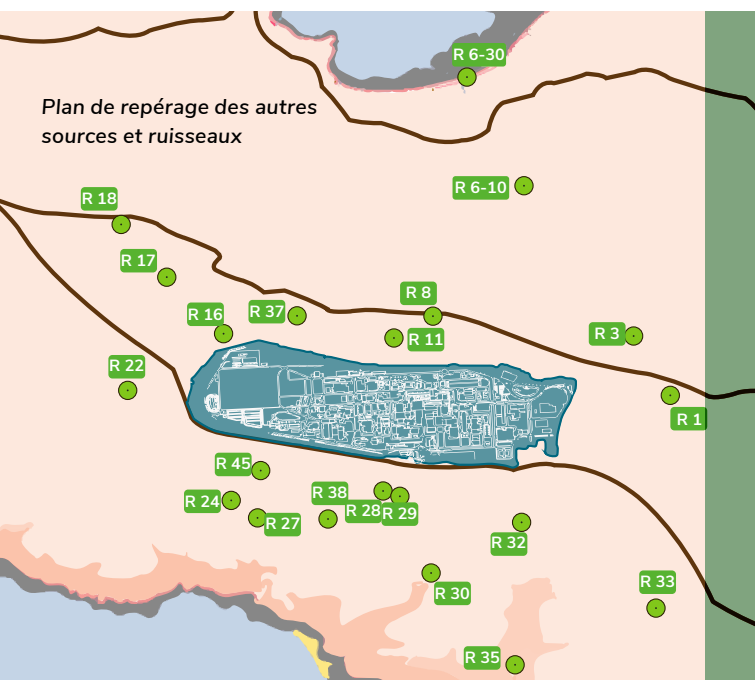 R 6-30
Plan de repérage des autres
sources et ruisseaux
R 6-10
R 18
R 17
R 8
R 37
R 16
R 3
R 11
R 22
R 1
R 45
R 38
R 24
R 28
R 29
R 27
R 32
R 33
R 30
R 35